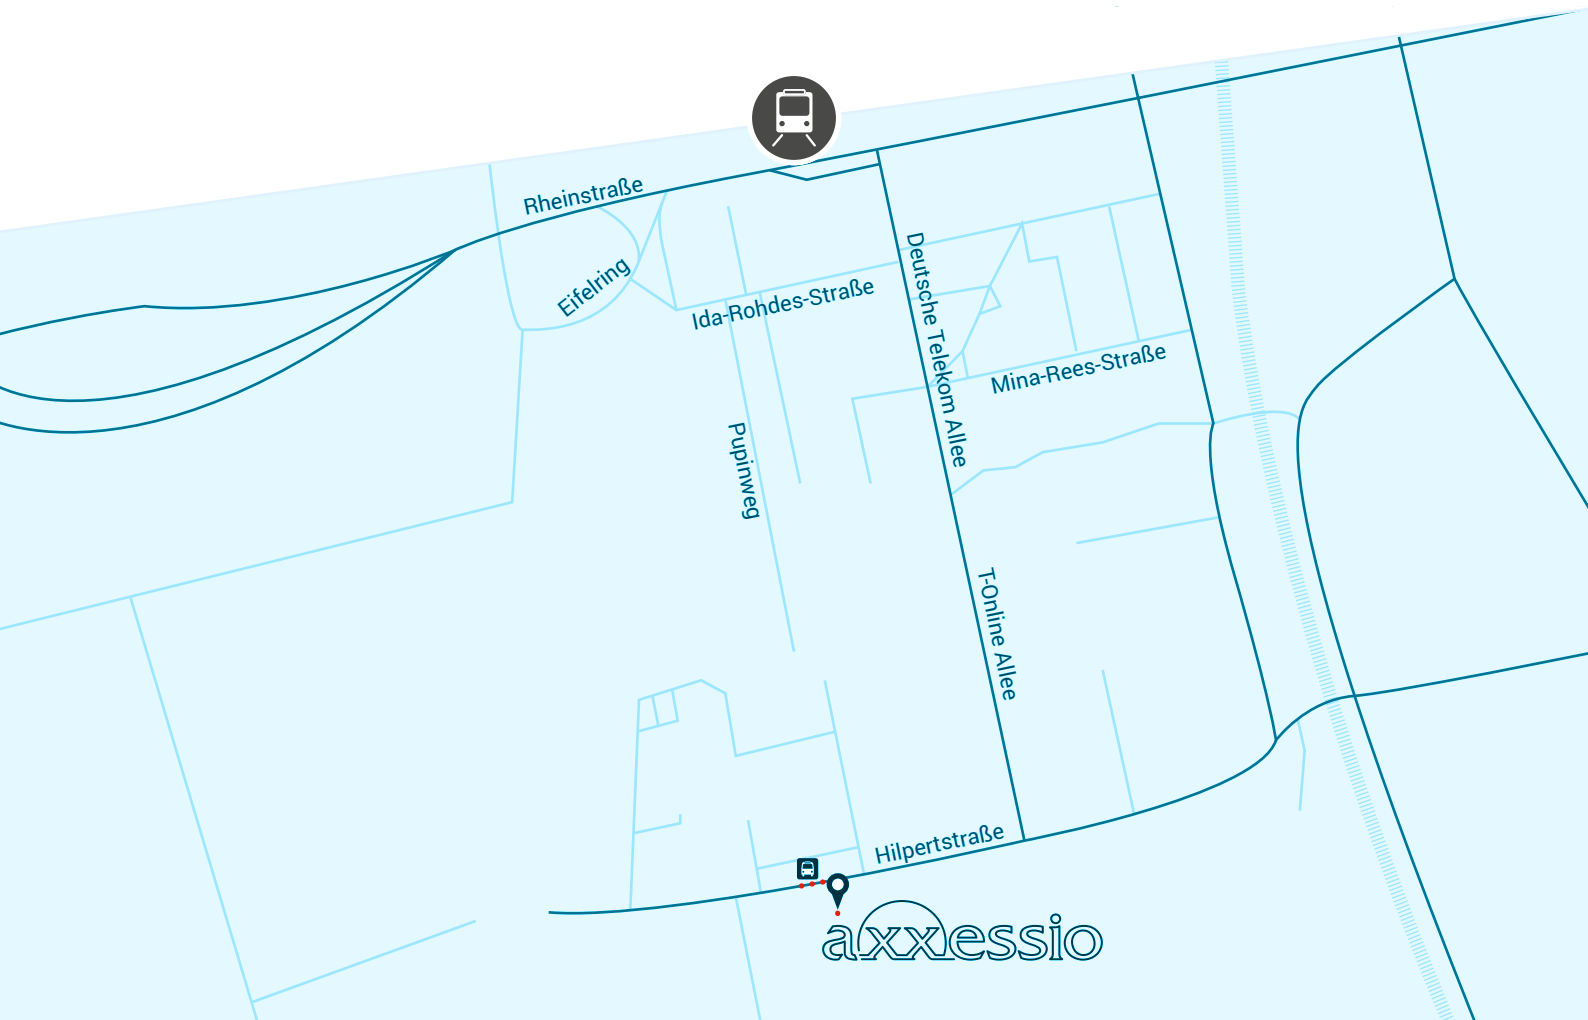 Rheinstraße
Eifelring
Ida-Rohdes-Straße
Deutsche Telekom Allee
Mina-Rees-Straße
Pupinweg
T-Online Allee
Hilpertstraße
axxessio